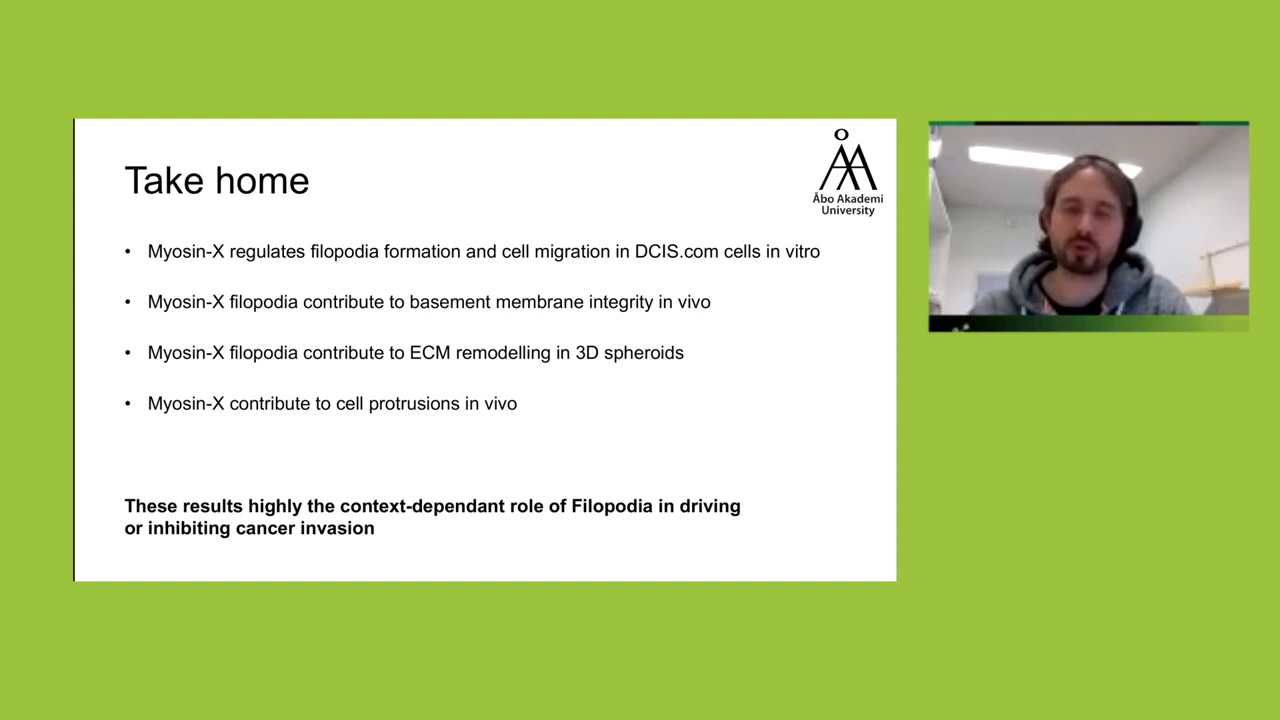 Take home
Åbo Akademi
University
• Myosin-X regulates filopodia formation and cell migration in DCIS.com cells in vitro
• Myosin-X filopodia contribute to basement membrane integrity in vivo
• Myosin-X filopodia contribute to ECM remodelling in 3D spheroids
• Myosin-X contribute to cell protrusions in vivo
These results highly the context-dependant role of Filopodia in driving
or inhibiting cancer invasion